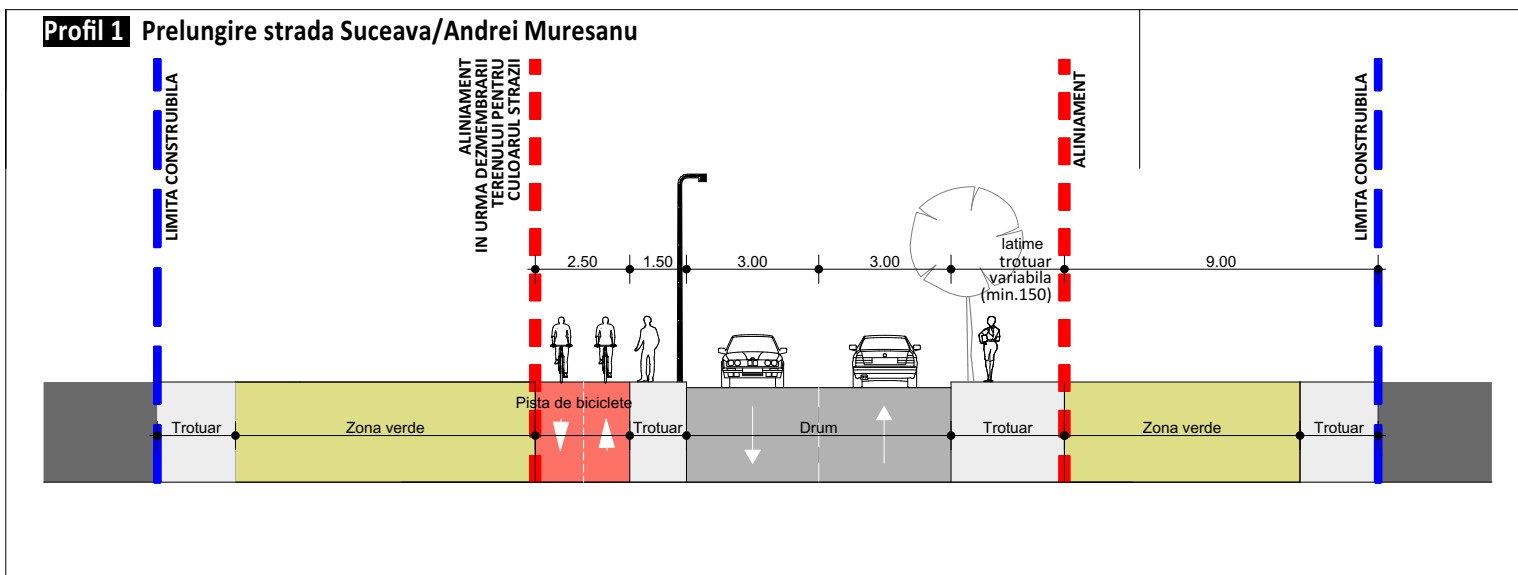 Profil 1 Prelungire strada Suceava/Andrei Muresanu
LIMITA CONSTRUIBILA
ALINIAMENT
IN URMA DEZMEMBRARII
TERENULUI PENTRU
CULOARUL STRAZII
ALINIAMENT
LIMITA CONSTRUIBILA
2.50 1.50 3.00 3.00
latime
trotuar
variabila
(min.150)
9.00
Pista de biciclete
Trotuar Zona verde Trotuar Drum Trotuar Zona verde Trotuar